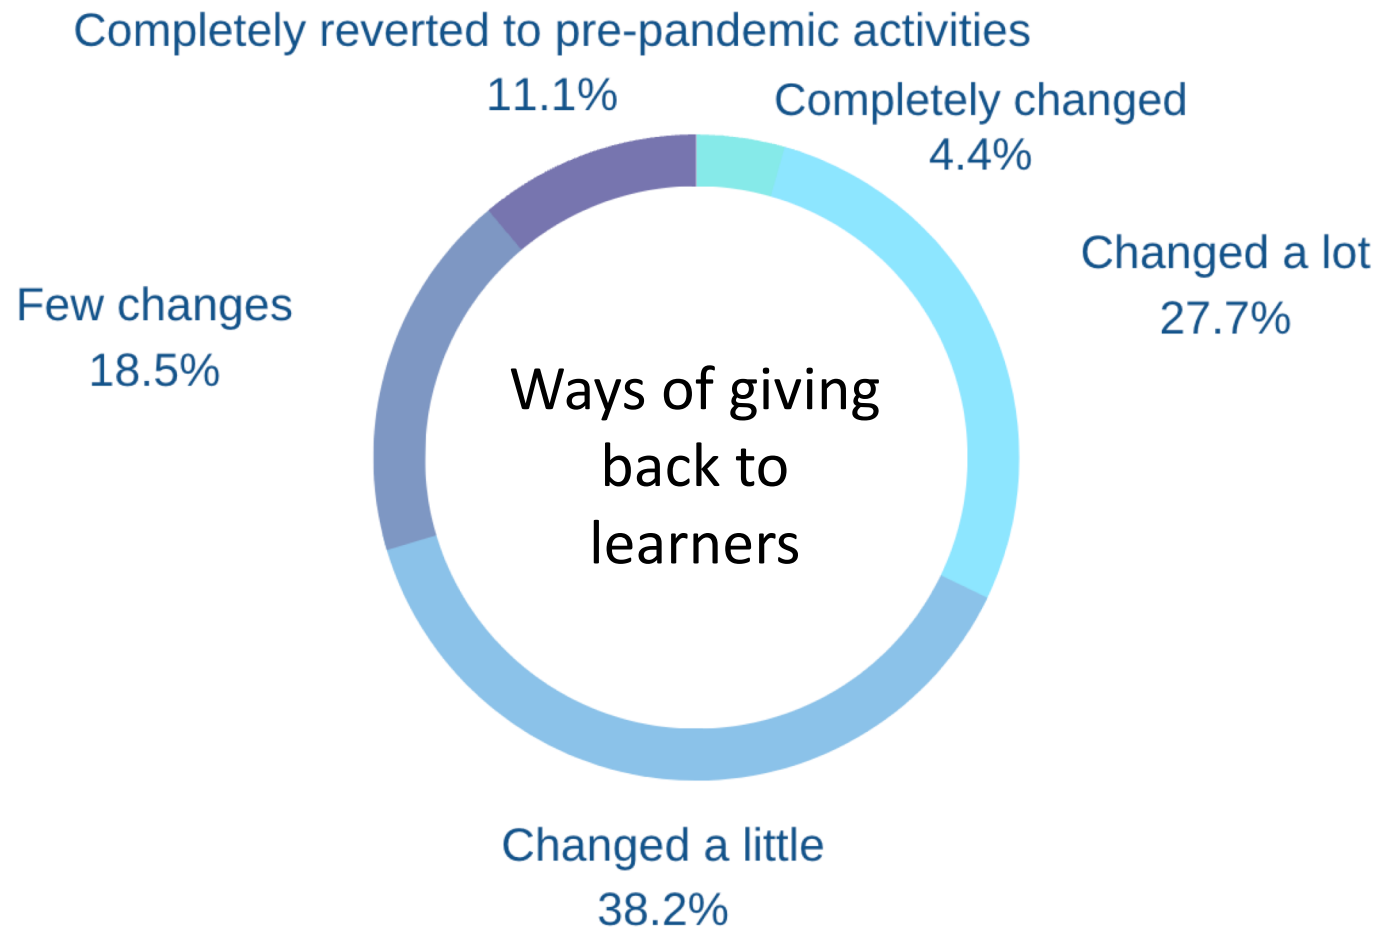 Completely reverted to pre-pandemic activities
11.1%
Completely changed
4.4%
Changed a lot
27.7%
Few changes
18.5%
Ways of giving
back to
learners
Changed a little
38.2%